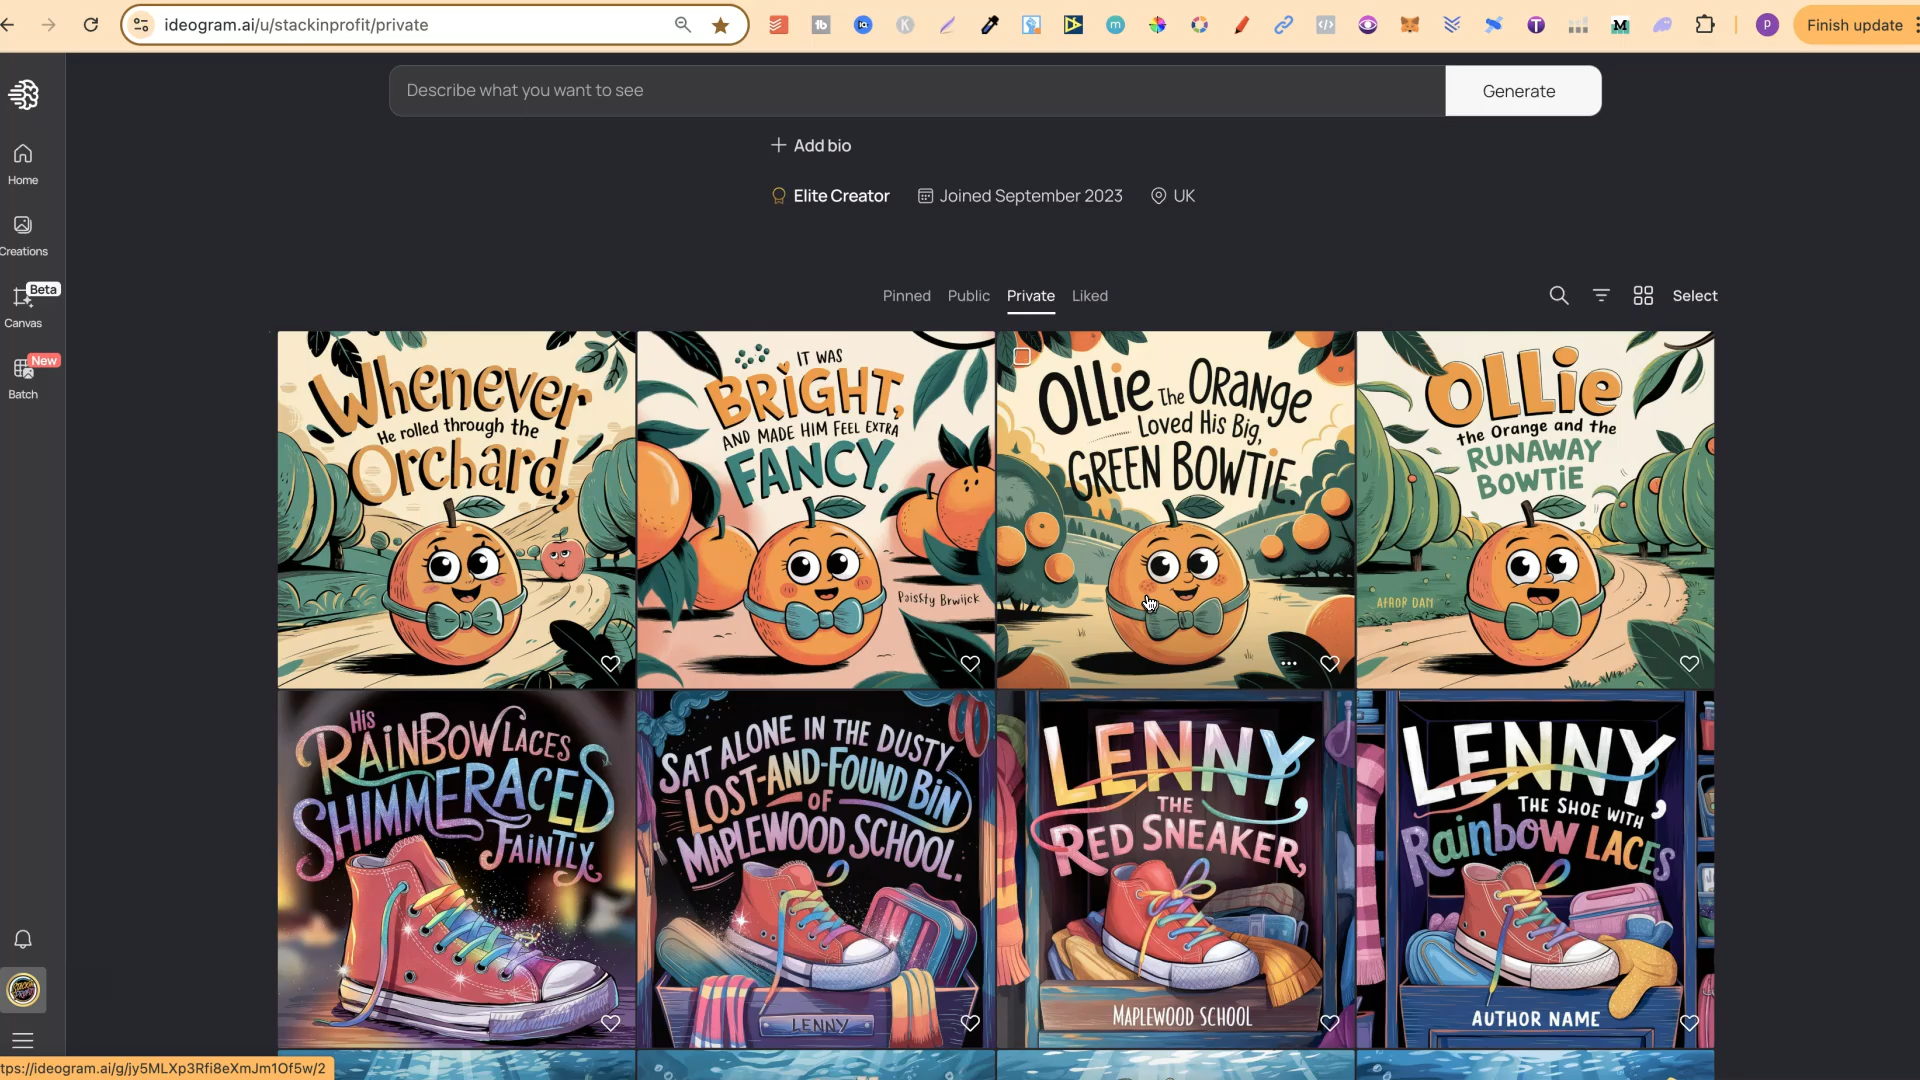 ideogram.ai/u/stackinprofit/private
Finish update
Describe what you want to see
Generate
Add bio
Elite Creator
Joined September 2023
UK
Home
Creations
Beta
Canvas
New
Batch
Pinned
Public
Private
Liked
Select
Whenever
He rolled through the
Orchard,
IT WAS
BRIGHT,
AND MADE HIM FEEL EXTRA
FANCY.
Paissty Brwijck
OLLIE THE ORANGE
LOVED HIS BIG,
GREEN BOWTIE.
OLLIE
the ORANGE and the
RUNAWAY
BOWTIE
AFROR DAM
HIS
RAINBOW LACES
SHIMMERACED
FAINTLY.
SAT ALONE IN THE DUSTY
LOST-AND-FOUND BIN
OF
MAPLEWOOD SCHOOL.
LENNY
LENNY,
THE
RED SNEAKER,
MAPLEWOOD SCHOOL
LENNY,
THE SHOE WITH
RAINBOW LACES
AUTHOR NAME
tps://ideogram.ai/g/jy5MLXp3Rfi8eXmJm1Of5w/2